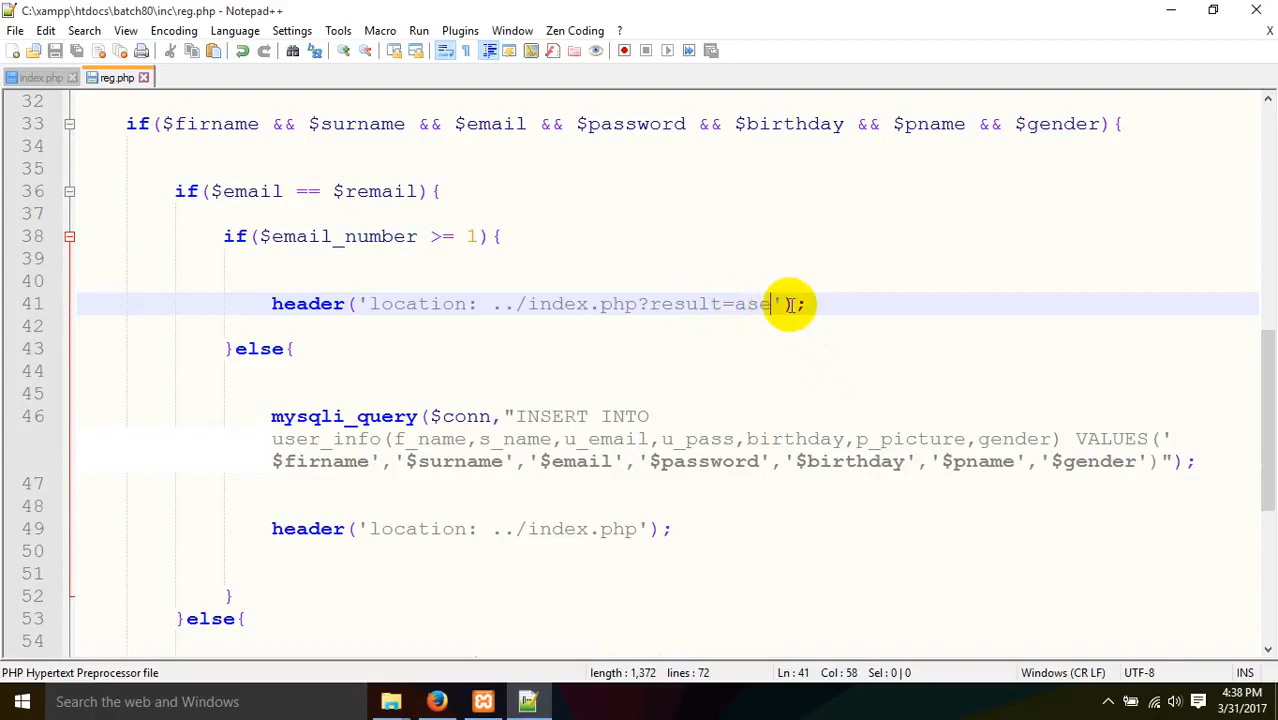 C:\xampp\htdocs\batch80\inc\reg.php - Notepad++
File Edit Search View Encoding Language Settings Tools Macro Run Plugins Window Zen Coding ? X
index.php reg.php
32
33 if($firname && $surname && $email && $password && $birthday && $pname && $gender){
34
35
36 if($email == $remail){
37
38 if($email_number >= 1){
39
40
41 header('location: ../index.php?result=ase');
42
43 }else{
44
45
46 mysqli_query($conn,"INSERT INTO
user_info(f_name,s_name,u_email,u_pass,birthday,p_picture,gender) VALUES('
$firname','$surname','$email','$password','$birthday','$pname','$gender')");
47
48
49 header('location: ../index.php');
50
51
52 }
53 }else{
54
PHP Hypertext Preprocessor file length : 1,372 lines : 72 Ln : 41 Col : 58 Sel : 0 | 0 Windows (CR LF) UTF-8 INS
Search the web and Windows 4:38 PM
3/31/2017